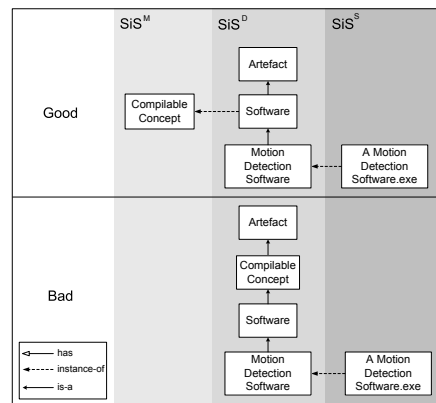 SiS^M
SiS^D
SiS^S
Good
Artefact
Compilable
Concept
Software
Motion
Detection
Software
A Motion
Detection
Software.exe
Bad
Artefact
Compilable
Concept
Software
Motion
Detection
Software
A Motion
Detection
Software.exe
has
instance-of
is-a